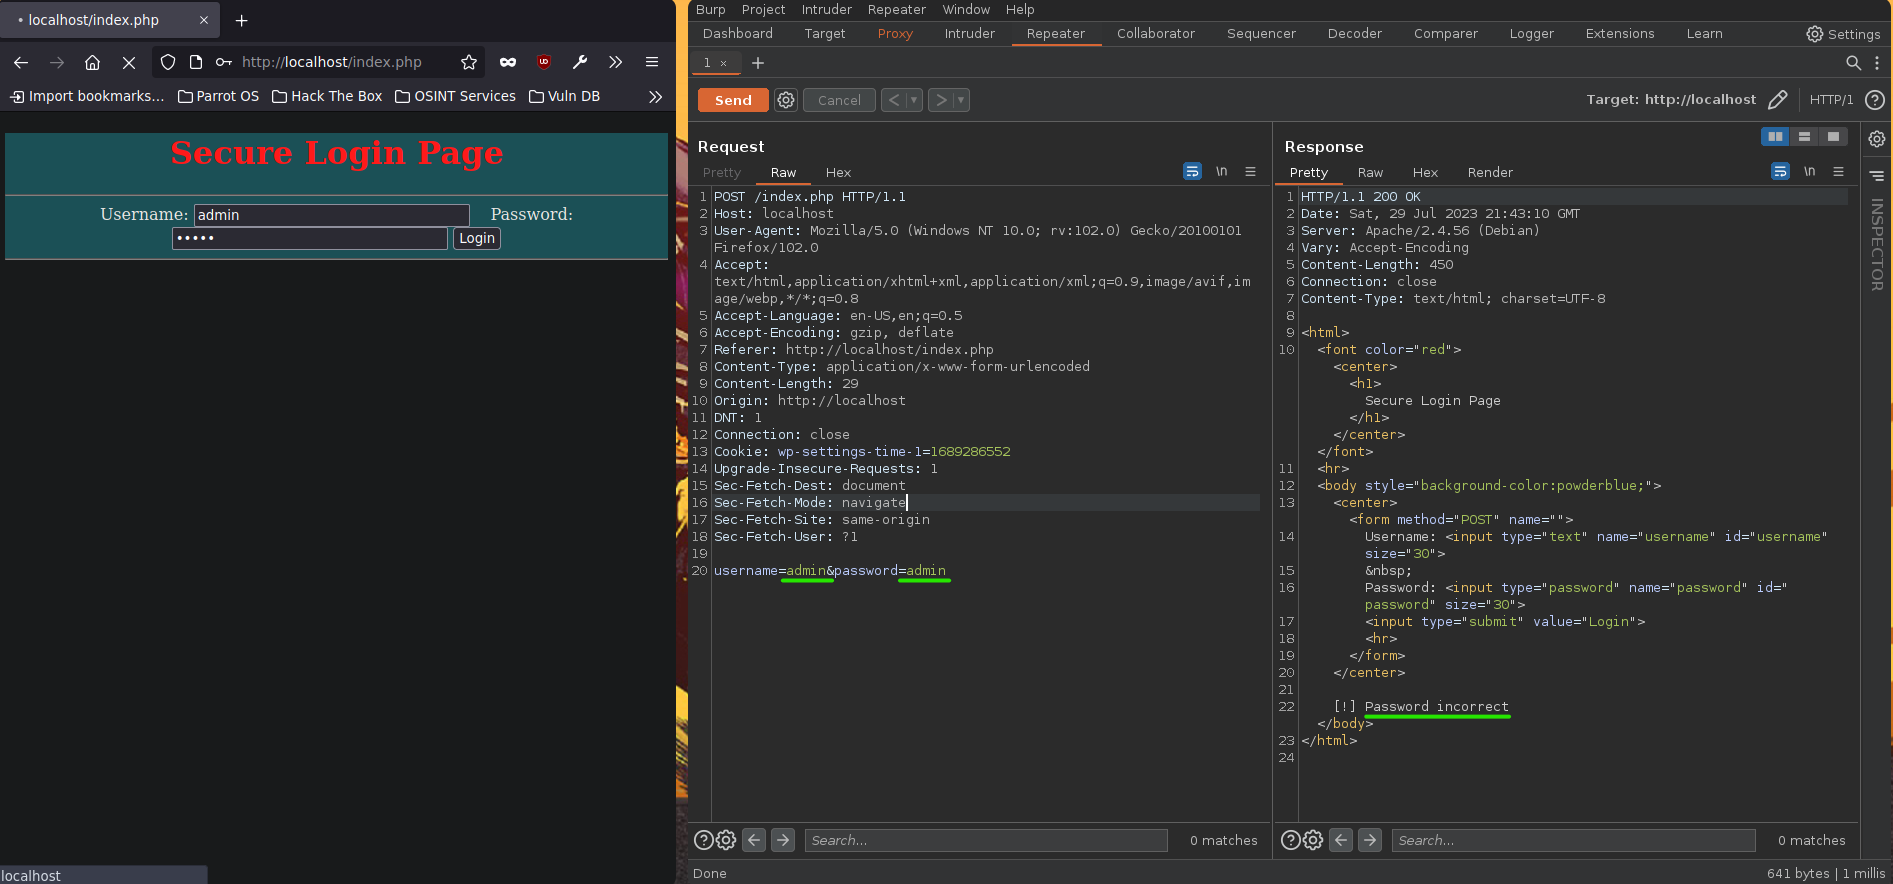 localhost/index.php
http://localhost/index.php
Import bookmarks... Parrot OS Hack The Box OSINT Services Vuln DB
Secure Login Page
Username: admin Password:
••••• Login
localhost
Burp Project Intruder Repeater Window Help
Dashboard Target Proxy Intruder Repeater Collaborator Sequencer Decoder Comparer Logger Extensions Learn Settings
1 × +
Send Cancel < > Target: http://localhost HTTP/1 ?
Request
Pretty Raw Hex \n
1 POST /index.php HTTP/1.1
2 Host: localhost
3 User-Agent: Mozilla/5.0 (Windows NT 10.0; rv:102.0) Gecko/20100101
Firefox/102.0
4 Accept:
text/html,application/xhtml+xml,application/xml;q=0.9,image/avif,im
age/webp,*/*;q=0.8
5 Accept-Language: en-US,en;q=0.5
6 Accept-Encoding: gzip, deflate
7 Referer: http://localhost/index.php
8 Content-Type: application/x-www-form-urlencoded
9 Content-Length: 29
10 Origin: http://localhost
11 DNT: 1
12 Connection: close
13 Cookie: wp-settings-time-1=1689286552
14 Upgrade-Insecure-Requests: 1
15 Sec-Fetch-Dest: document
16 Sec-Fetch-Mode: navigate
17 Sec-Fetch-Site: same-origin
18 Sec-Fetch-User: ?1
19
20 username=admin&password=admin
Search... 0 matches
Response
Pretty Raw Hex Render \n
1 HTTP/1.1 200 OK
2 Date: Sat, 29 Jul 2023 21:43:10 GMT
3 Server: Apache/2.4.56 (Debian)
4 Vary: Accept-Encoding
5 Content-Length: 450
6 Connection: close
7 Content-Type: text/html; charset=UTF-8
8
9 <html>
10 <font color="red">
<center>
<h1>
Secure Login Page
</h1>
</center>
</font>
11 <hr>
12 <body style="background-color:powderblue;">
13 <center>
<form method="POST" name="">
14 Username: <input type="text" name="username" id="username"
size="30">
15 &nbsp;
16 Password: <input type="password" name="password" id="
password" size="30">
17 <input type="submit" value="Login">
18 <hr>
19 </form>
20 </center>
21
22 [!] Password incorrect
</body>
23 </html>
24
Search... 0 matches
INSPECTOR
Done 641 bytes | 1 millis